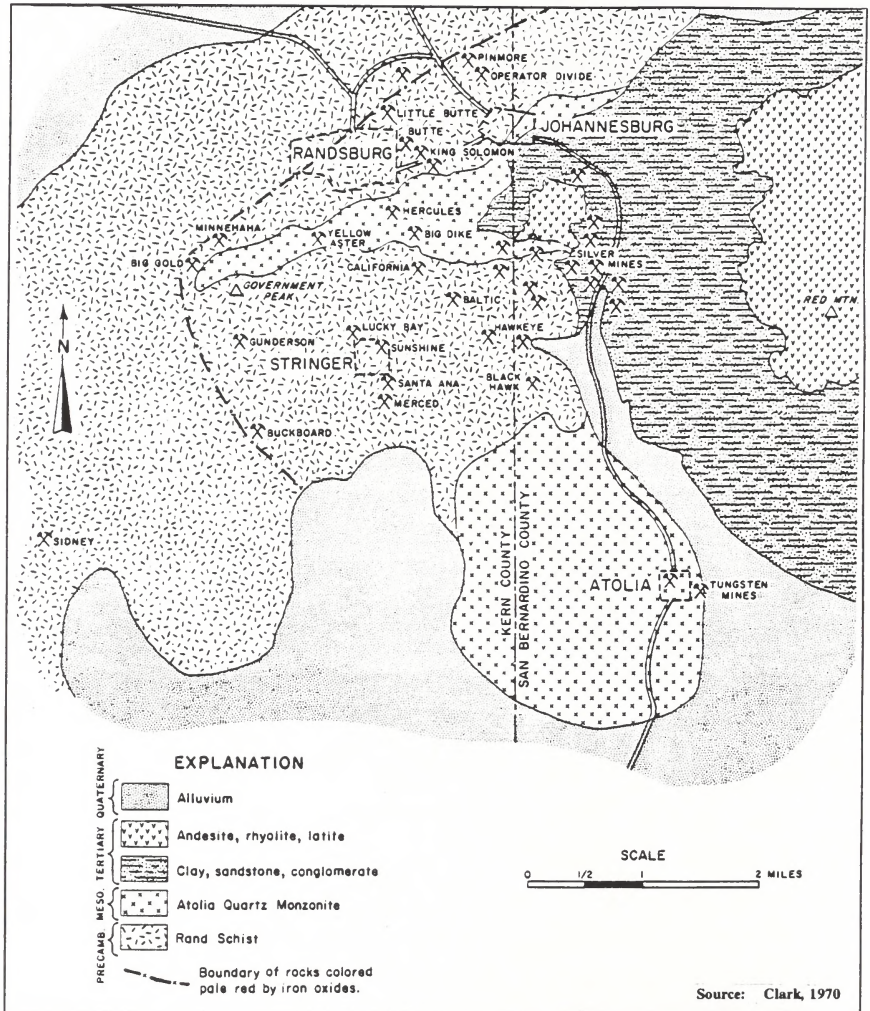 PINMORE
OPERATOR DIVIDE
LITTLE BUTTE
JOHANNESBURG
BUTTE
RANDSBURG
KING SOLOMON
HERCULES
MINNEHAHA
YELLOW
ASTER
BIG DIKE
SILVER
MINES
BIG GOLD
CALIFORNIA
GOVERNMENT
PEAK
BALTIC
RED MTN.
N
LUCKY BAY
HAWKEYE
GUNDERSON
SUNSHINE
STRINGER
SANTA ANA
BLACK
HAWK
MERCED
BUCKBOARD
SIDNEY
KERN COUNTY
SAN BERNARDINO COUNTY
ATOLIA
TUNGSTEN
MINES
EXPLANATION
QUATERNARY
Alluvium
TERTIARY
Andesite, rhyolite, latite
Clay, sandstone, conglomerate
MESO.
Atolia Quartz Monzonite
PRECAMB.
Rand Schist
Boundary of rocks colored
pale red by iron oxides.
SCALE
0 1/2 1 2 MILES
Source: Clark, 1970